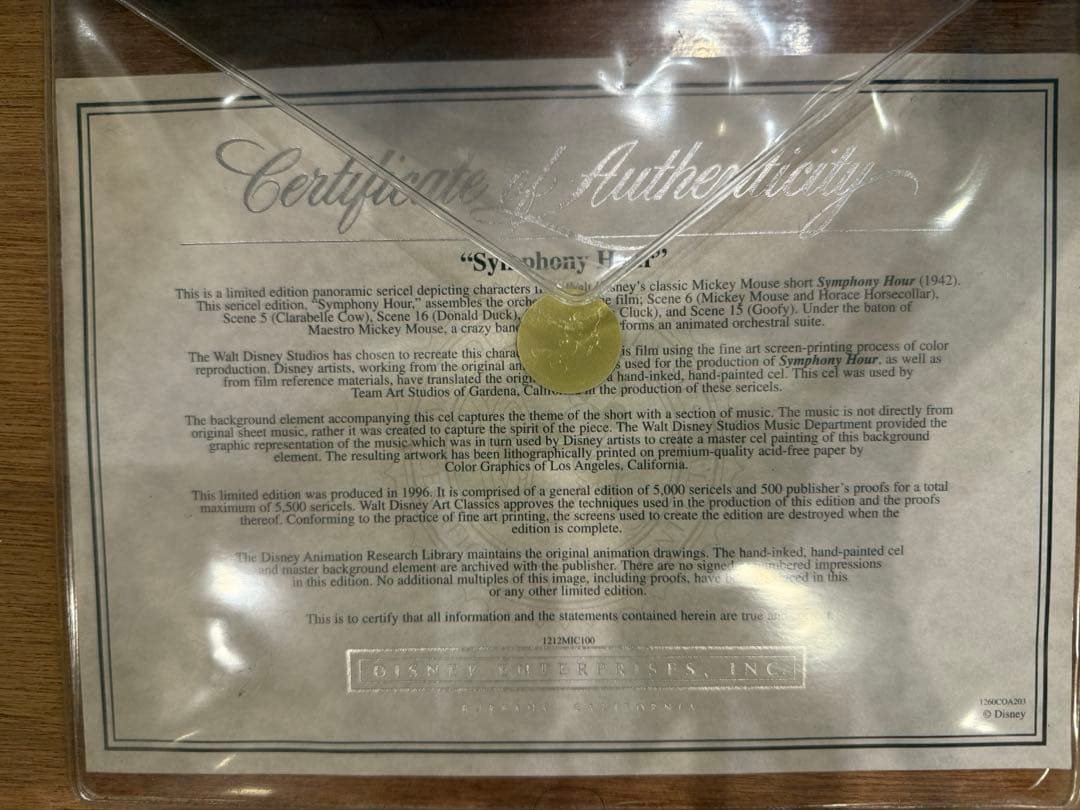 Certificate of Authenticity
“Symphony Hour”
This is a limited edition panoramic sericel depicting characters Disney's classic Mickey Mouse short Symphony Hour (1942).
This sericel edition, “Symphony Hour,” assembles the film; Scene 6 (Mickey Mouse and Horace Horsecollar),
Scene 5 (Clarabelle Cow), Scene 16 (Donald Duck), Cluck), and Scene 15 (Goofy). Under the baton of
Maestro Mickey Mouse, a crazy performs an animated orchestral suite.
The Walt Disney Studios has chosen to recreate this film using the fine art screen-printing process of color
reproduction. Disney artists, working from the original used for the production of Symphony Hour, as well as
from film reference materials, have translated the a hand-inked, hand-painted cel. This cel was used by
Team Art Studios of Gardena, California in the production of these sericels.
The background element accompanying this cel captures the theme of the short with a section of music. The music is not directly from
original sheet music, rather it was created to capture the spirit of the piece. The Walt Disney Studios Music Department provided the
graphic representation of the music which was in turn used by Disney artists to create a master cel painting of this background
element. The resulting artwork has been lithographically printed on premium-quality acid-free paper by
Color Graphics of Los Angeles, California.
This limited edition was produced in 1996. It is comprised of a general edition of 5,000 sericels and 500 publisher's proofs for a total
maximum of 5,500 sericels. Walt Disney Art Classics approves the techniques used in the production of this edition and the proofs
thereof. Conforming to the practice of fine art printing, the screens used to create the edition are destroyed when the
edition is complete.
The Disney Animation Research Library maintains the original animation drawings. The hand-inked, hand-painted cel
and master background element are archived with the publisher. There are no signed numbered impressions
in this edition. No additional multiples of this image, including proofs, have in this
or any other limited edition.
This is to certify that all information and the statements contained herein are true
1212MIC100
DISNEY ENTERPRISES, INC.
BURBANK, CALIFORNIA
1260COA203
© Disney